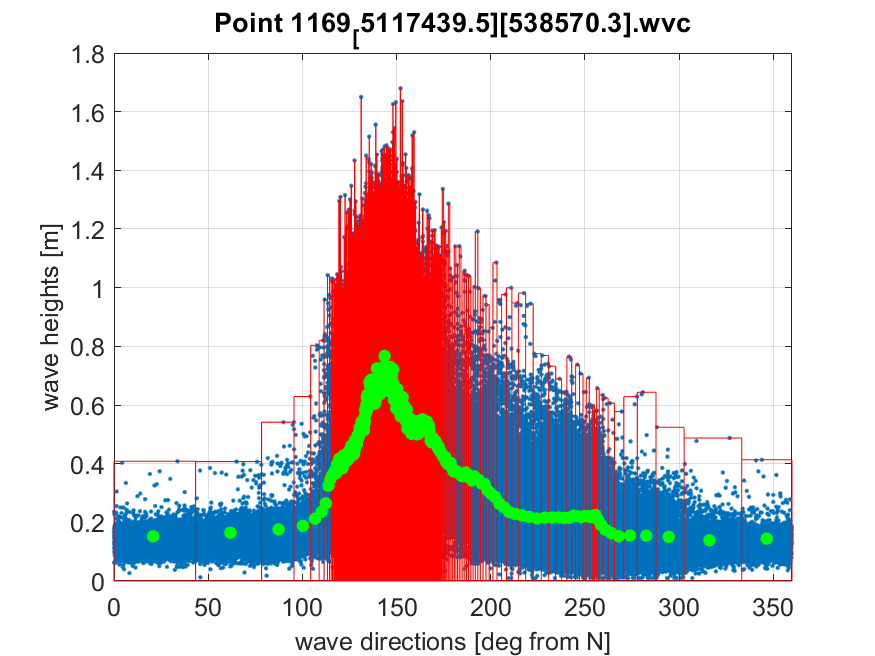 Point 1169[5117439.5][538570.3].wvc
1.8
1.6
1.4
1.2
1
0.8
0.6
0.4
0.2
0
wave heights [m]
0 50 100 150 200 250 300 350
wave directions [deg from N]